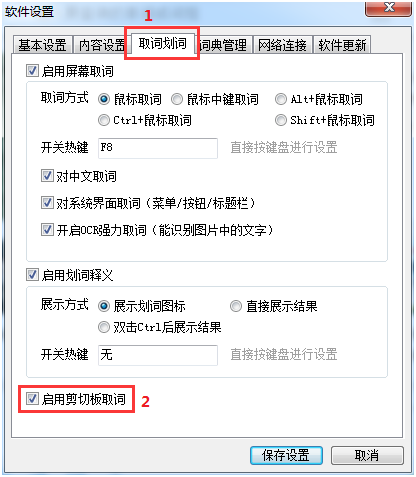 软件设置
1
基本设置 内容设置 取词划词 词典管理 网络连接 软件更新
启用屏幕取词
取词方式 鼠标取词 鼠标中键取词 Alt+鼠标取词
Ctrl+鼠标取词 Shift+鼠标取词
开关热键 F8 直接按键盘进行设置
对中文取词
对系统界面取词（菜单/按钮/标题栏）
开启OCR强力取词（能识别图片中的文字）
启用划词释义
展示方式 展示划词图标 直接展示结果
双击Ctrl后展示结果
开关热键 无 直接按键盘进行设置
启用剪切板取词 2
保存设置 取消